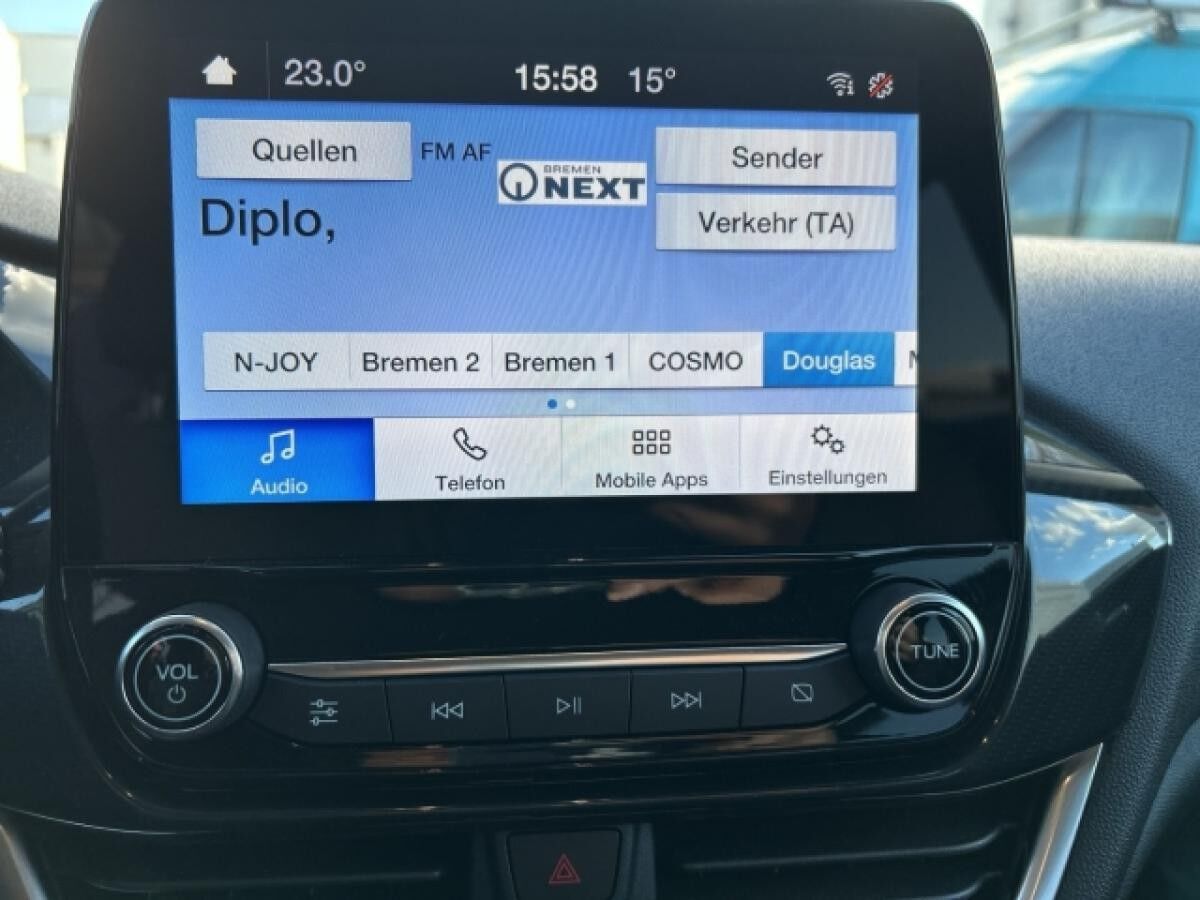 23.0° 15:58 15°
Quellen FM AF BREMEN NEXT Sender
Diplo, Verkehr (TA)
N-JOY Bremen 2 Bremen 1 COSMO Douglas
Audio Telefon Mobile Apps Einstellungen
VOL TUNE